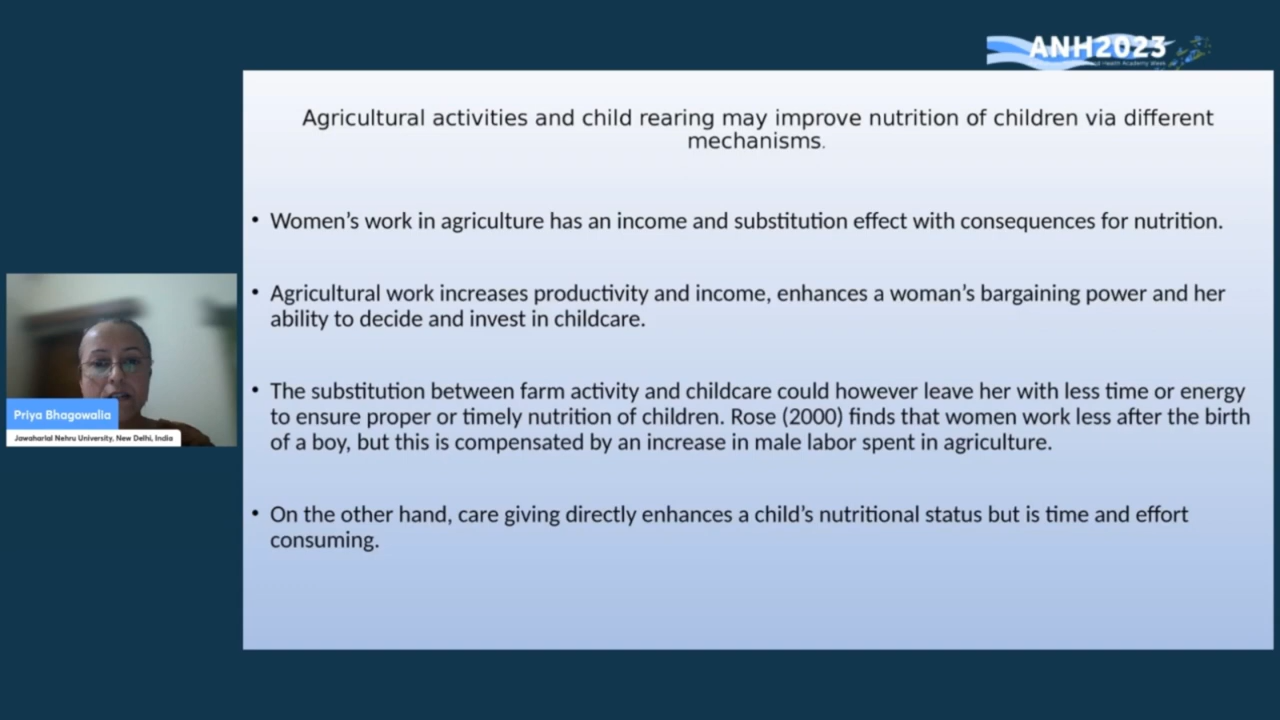 ANH2023
Health Academy Week
Agricultural activities and child rearing may improve nutrition of children via different
mechanisms.
• Women’s work in agriculture has an income and substitution effect with consequences for nutrition.
• Agricultural work increases productivity and income, enhances a woman’s bargaining power and her
ability to decide and invest in childcare.
• The substitution between farm activity and childcare could however leave her with less time or energy
to ensure proper or timely nutrition of children. Rose (2000) finds that women work less after the birth
of a boy, but this is compensated by an increase in male labor spent in agriculture.
• On the other hand, care giving directly enhances a child’s nutritional status but is time and effort
consuming.
Priya Bhagowalia
Jawaharlal Nehru University, New Delhi, India